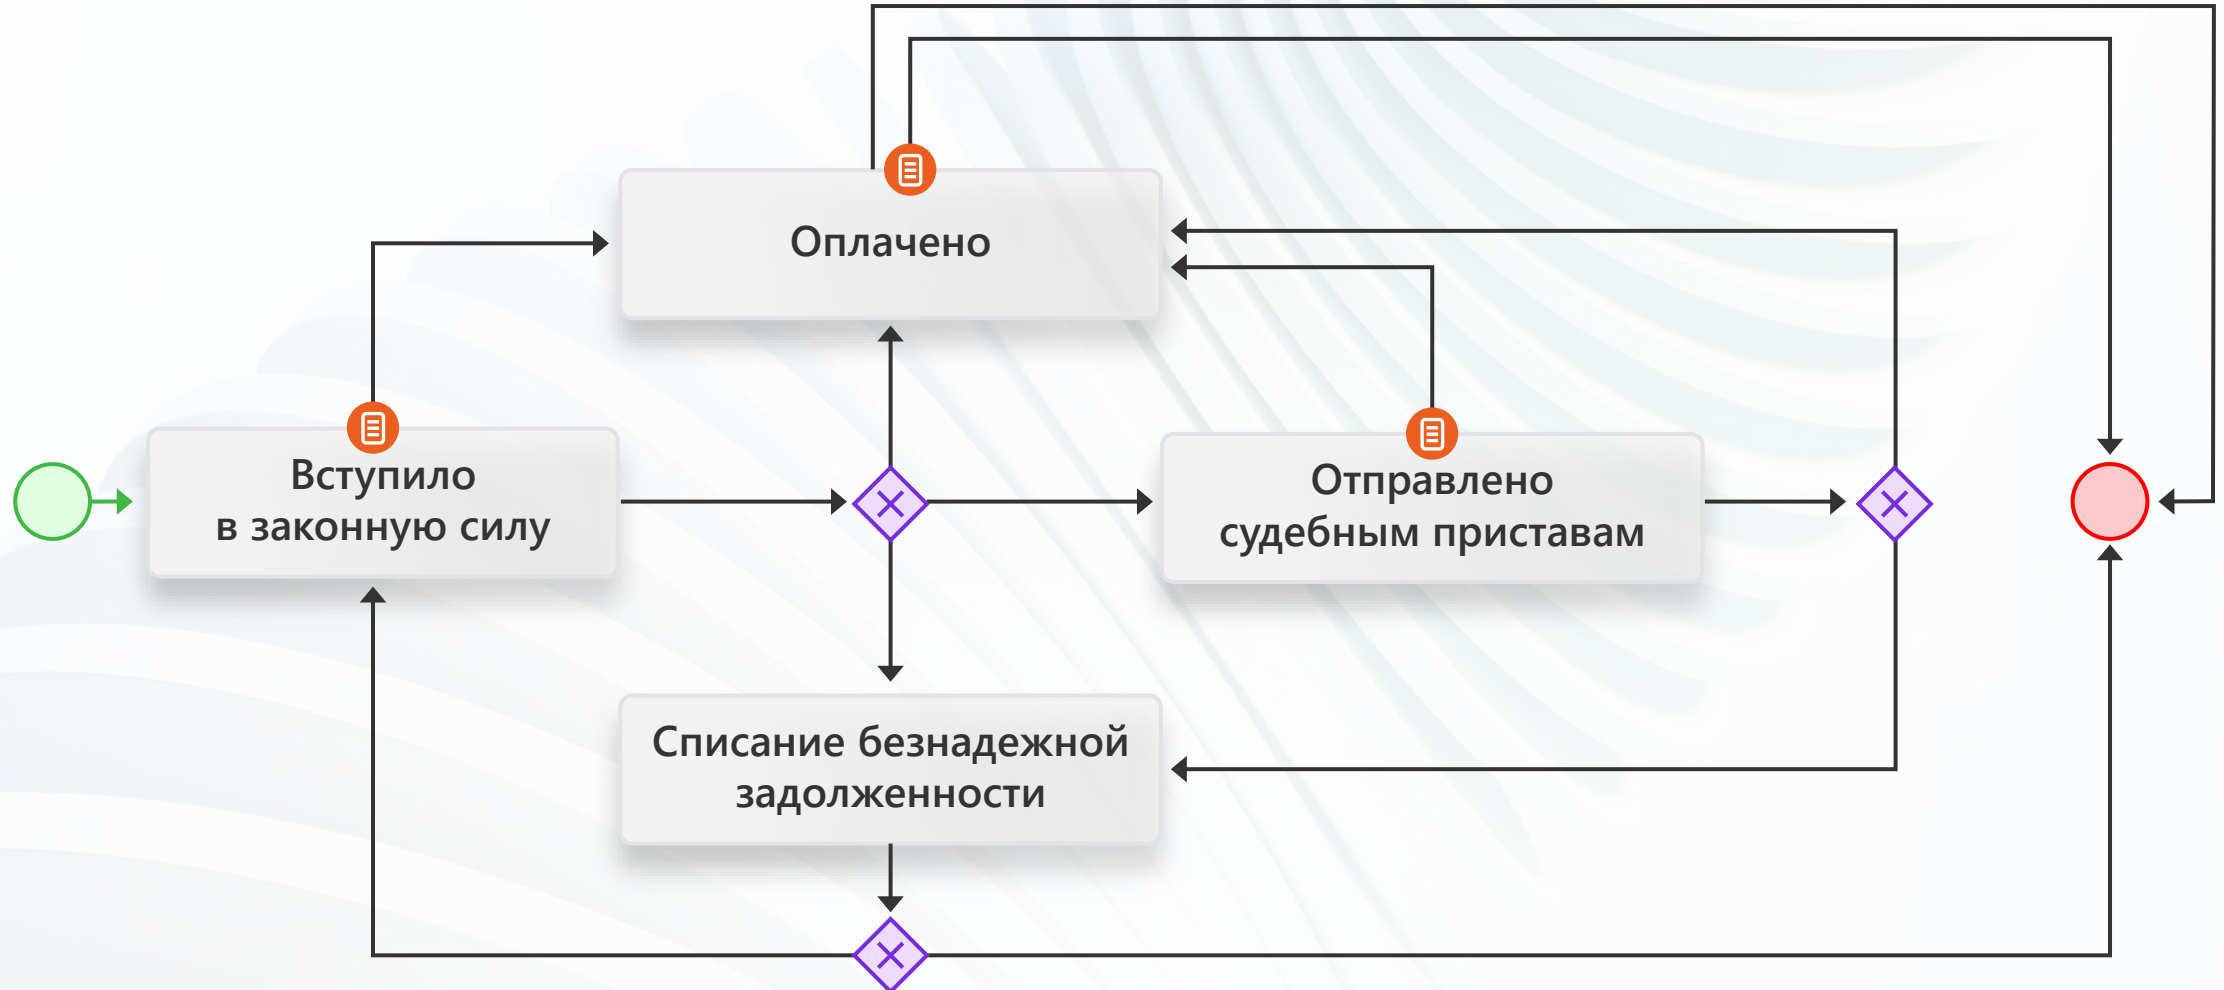 Оплачено
Вступило
в законную силу
Отправлено
судебным приставам
Списание безнадежной
задолженности